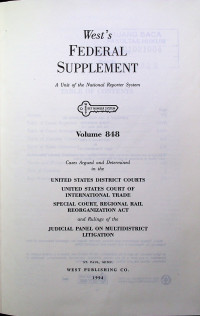 West's
FEDERAL
SUPPLEMENT
A Unit of the National Reporter System
Volume 848
Cases Argued and Determined
in the
UNITED STATES DISTRICT COURTS
UNITED STATES COURT OF
INTERNATIONAL TRADE
SPECIAL COURT, REGIONAL RAIL
REORGANIZATION ACT
and Rulings of the
JUDICIAL PANEL ON MULTIDISTRICT
LITIGATION
ST. PAUL, MINN.
WEST PUBLISHING CO.
1994